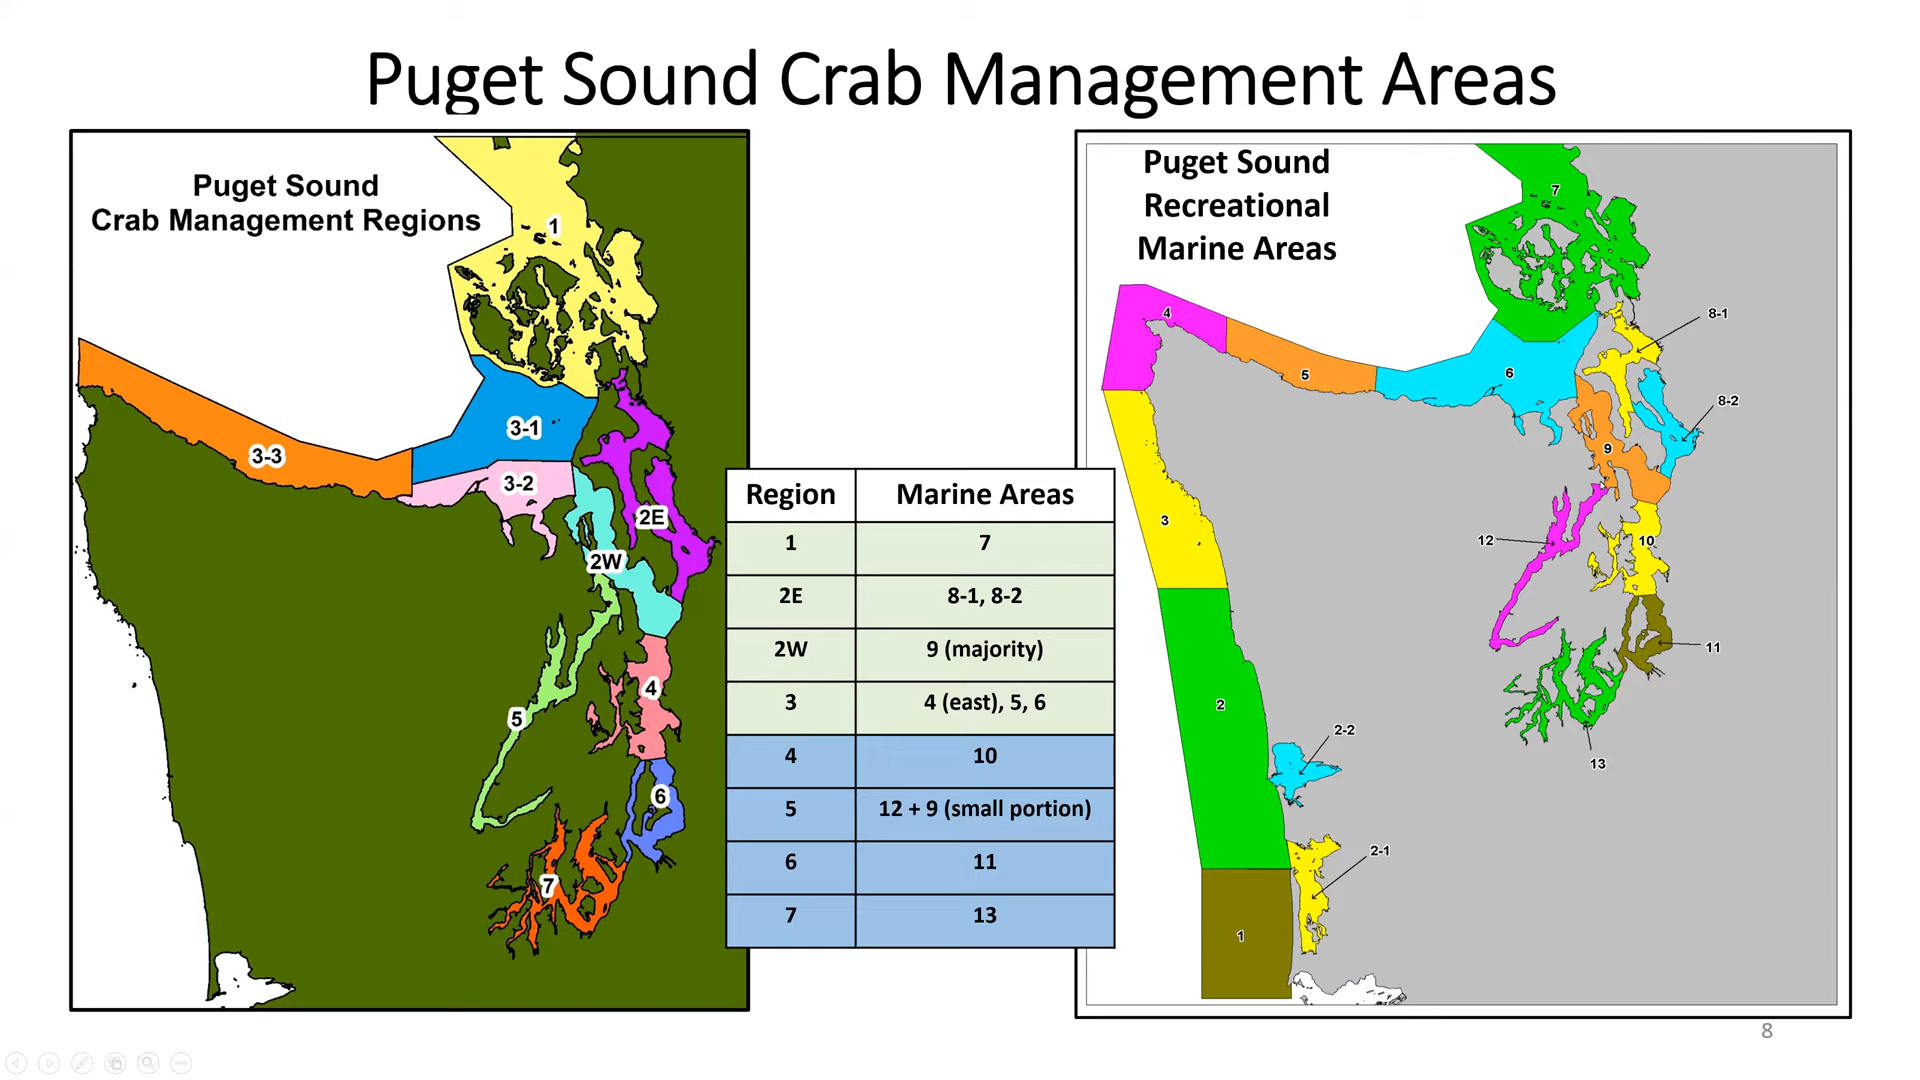 Puget Sound Crab Management Areas
Puget Sound
Crab Management Regions
1
3-1
3-3
3-2
2E
2W
4
5
6
7
Region Marine Areas
1 7
2E 8-1, 8-2
2W 9 (majority)
3 4 (east), 5, 6
4 10
5 12 + 9 (small portion)
6 11
7 13
Puget Sound
Recreational
Marine Areas
7
4
8-1
5
6
8-2
9
3
12
10
11
2
2-2
13
2-1
1
8